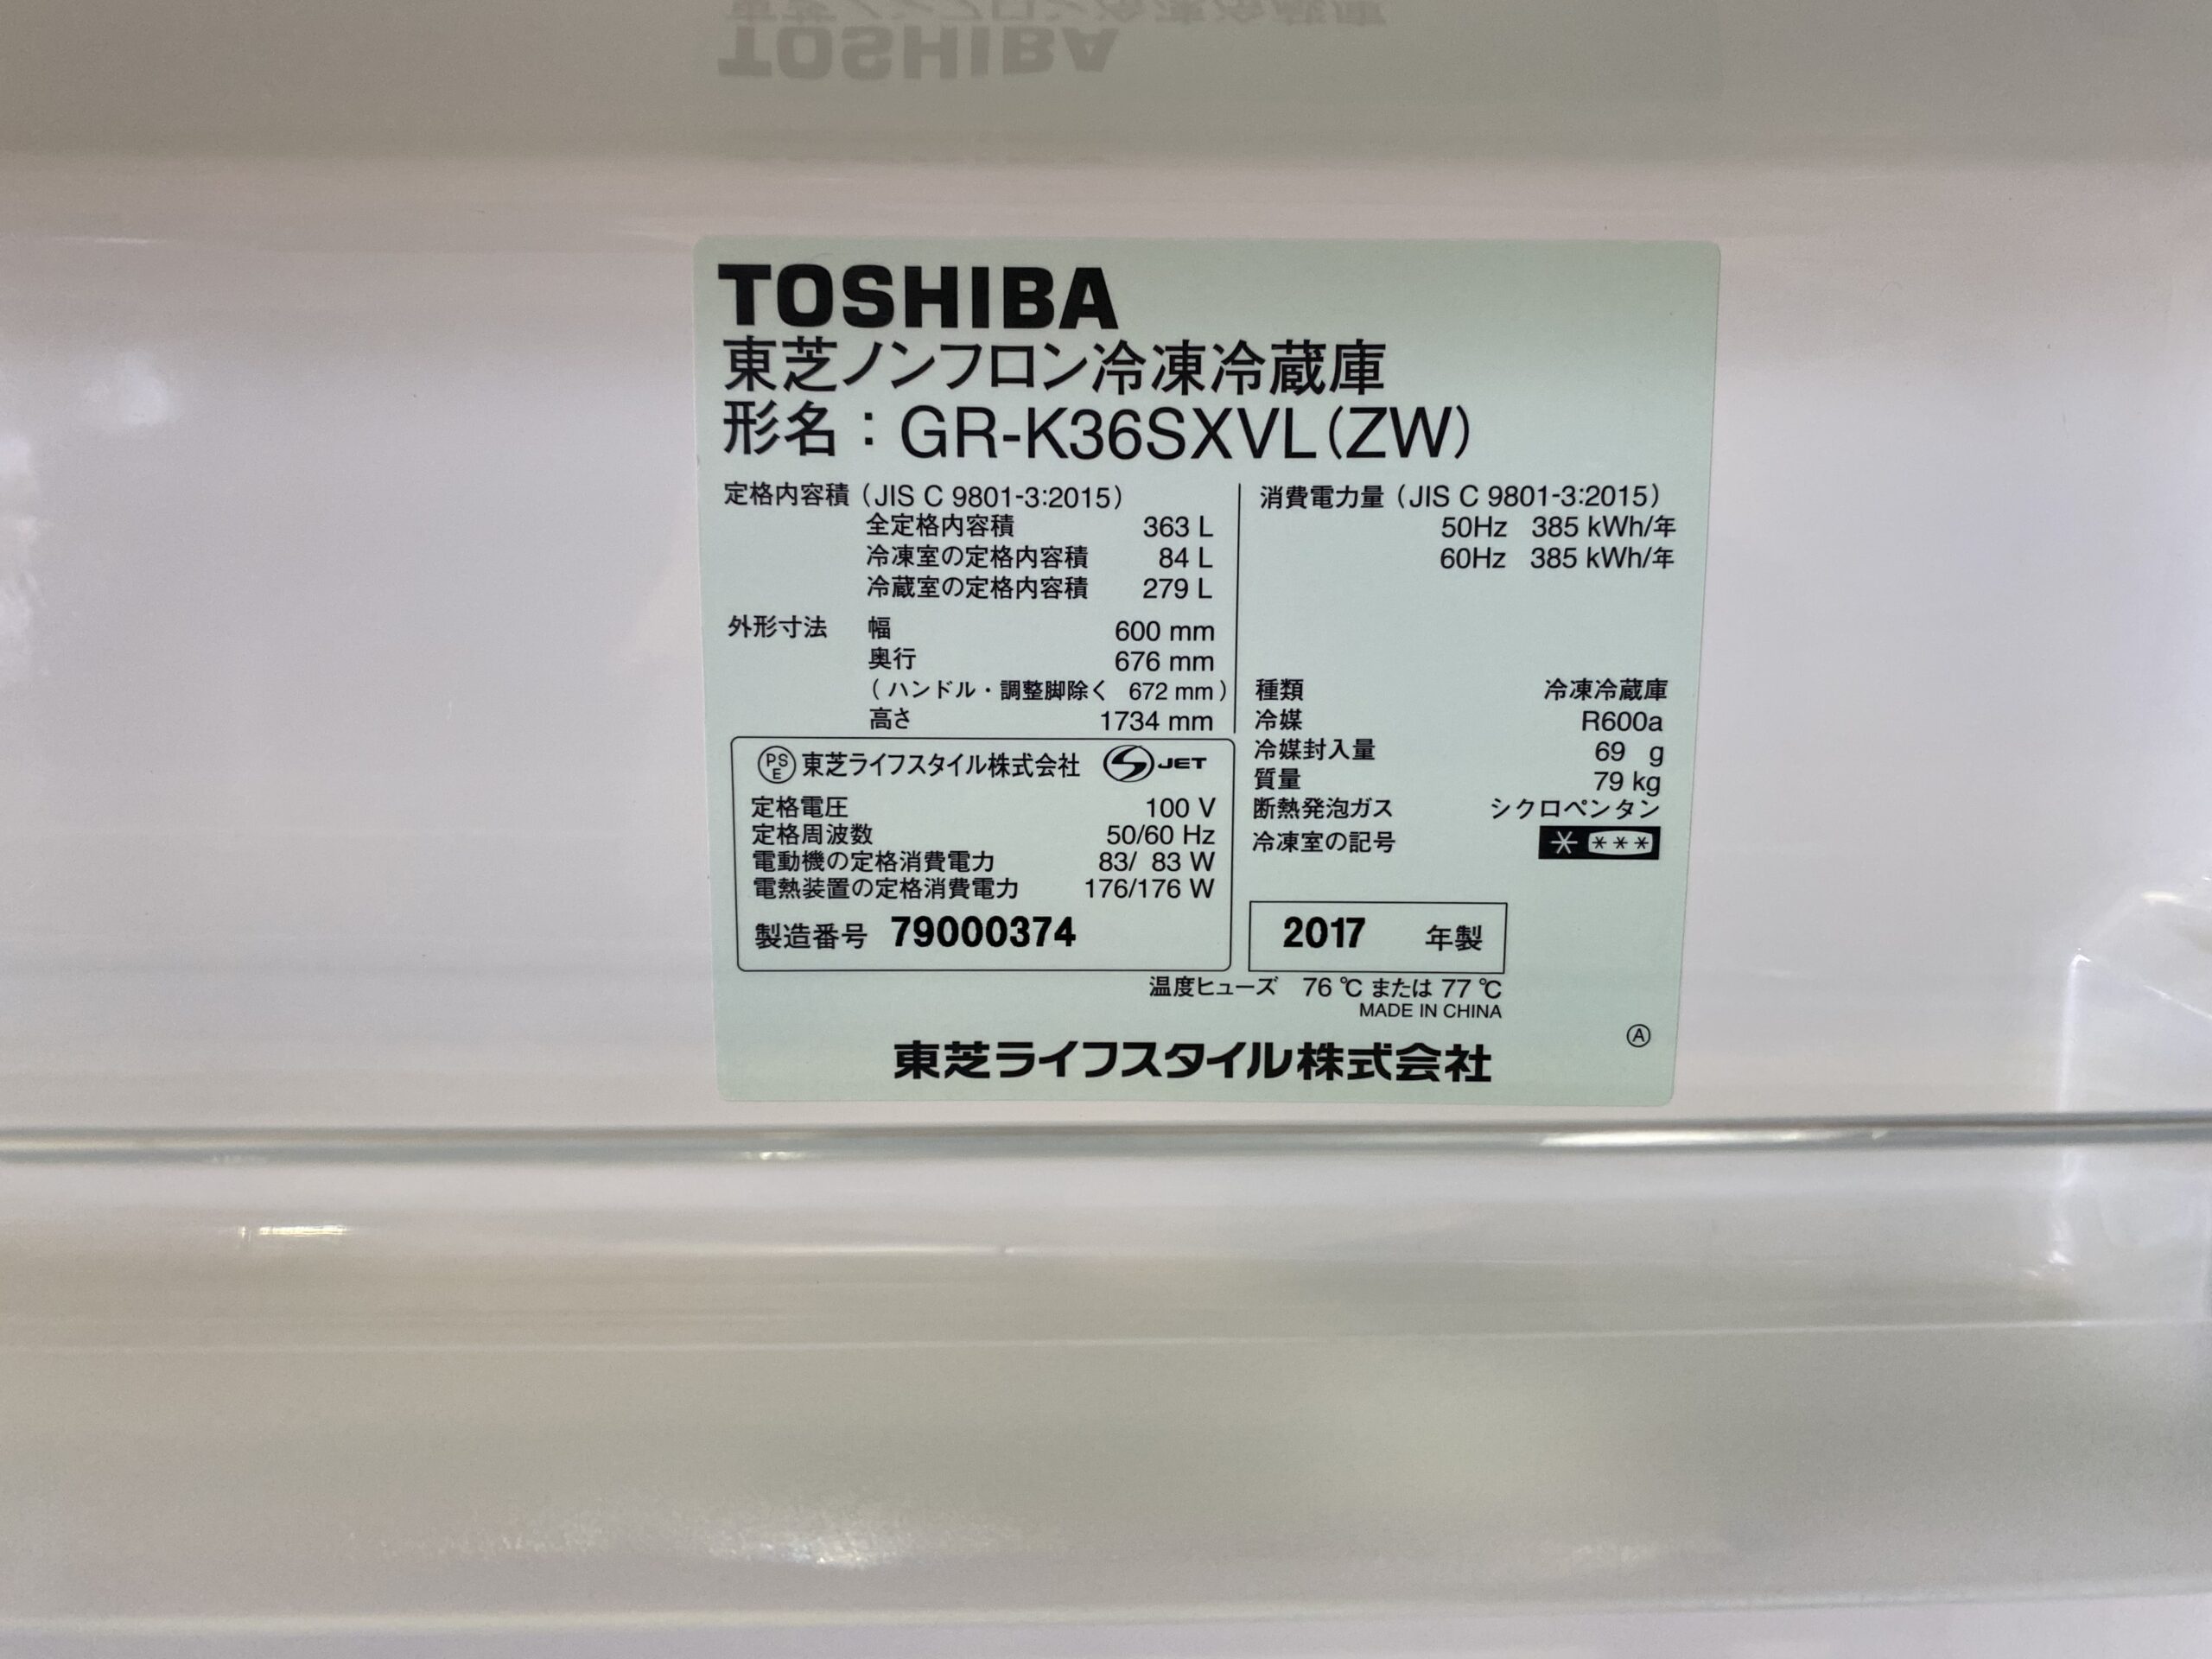 TOSHIBA
東芝ノンフロン冷凍冷蔵庫
形名：GR-K36SXVL(ZW)
定格内容積（JIS C 9801-3:2015）
全定格内容積 363 L
冷凍室の定格内容積 84 L
冷蔵室の定格内容積 279 L
外形寸法 幅 600 mm
奥行 676 mm
（ハンドル・調整脚除く 672 mm）
高さ 1734 mm
消費電力量（JIS C 9801-3:2015）
50Hz 385 kWh/年
60Hz 385 kWh/年
種類 冷凍冷蔵庫
冷媒 R600a
冷媒封入量 69 g
質量 79 kg
断熱発泡ガス シクロペンタン
冷凍室の記号 * ***
PSE 東芝ライフスタイル株式会社 JET
定格電圧 100 V
定格周波数 50/60 Hz
電動機の定格消費電力 83/ 83 W
電熱装置の定格消費電力 176/176 W
製造番号 79000374
2017 年製
温度ヒューズ 76 ℃ または 77 ℃
MADE IN CHINA
Ⓐ
東芝ライフスタイル株式会社